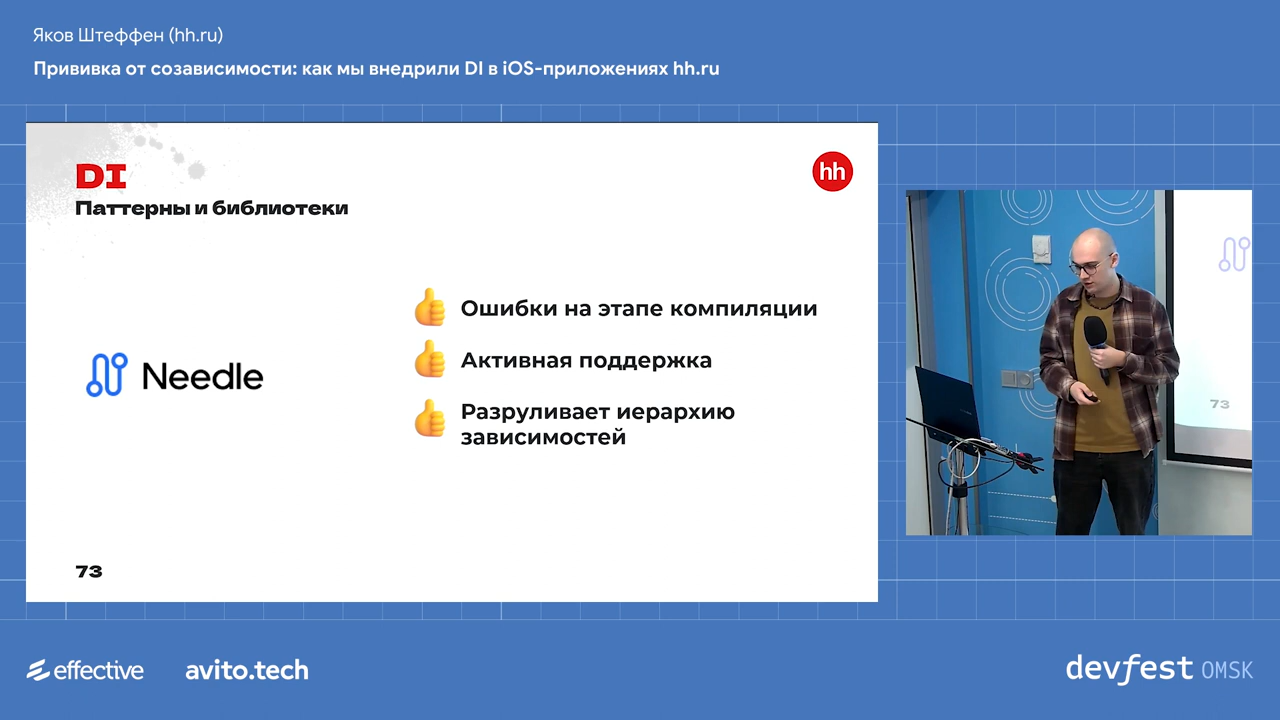 Яков Штеффен (hh.ru)
Прививка от созависимости: как мы внедрили DI в iOS-приложениях hh.ru
DI
hh
Паттерны и библиотеки
Ошибки на этапе компиляции
Needle
Активная поддержка
Разруливает иерархию
зависимостей
73
73
effective
avito.tech
devfest OMSK